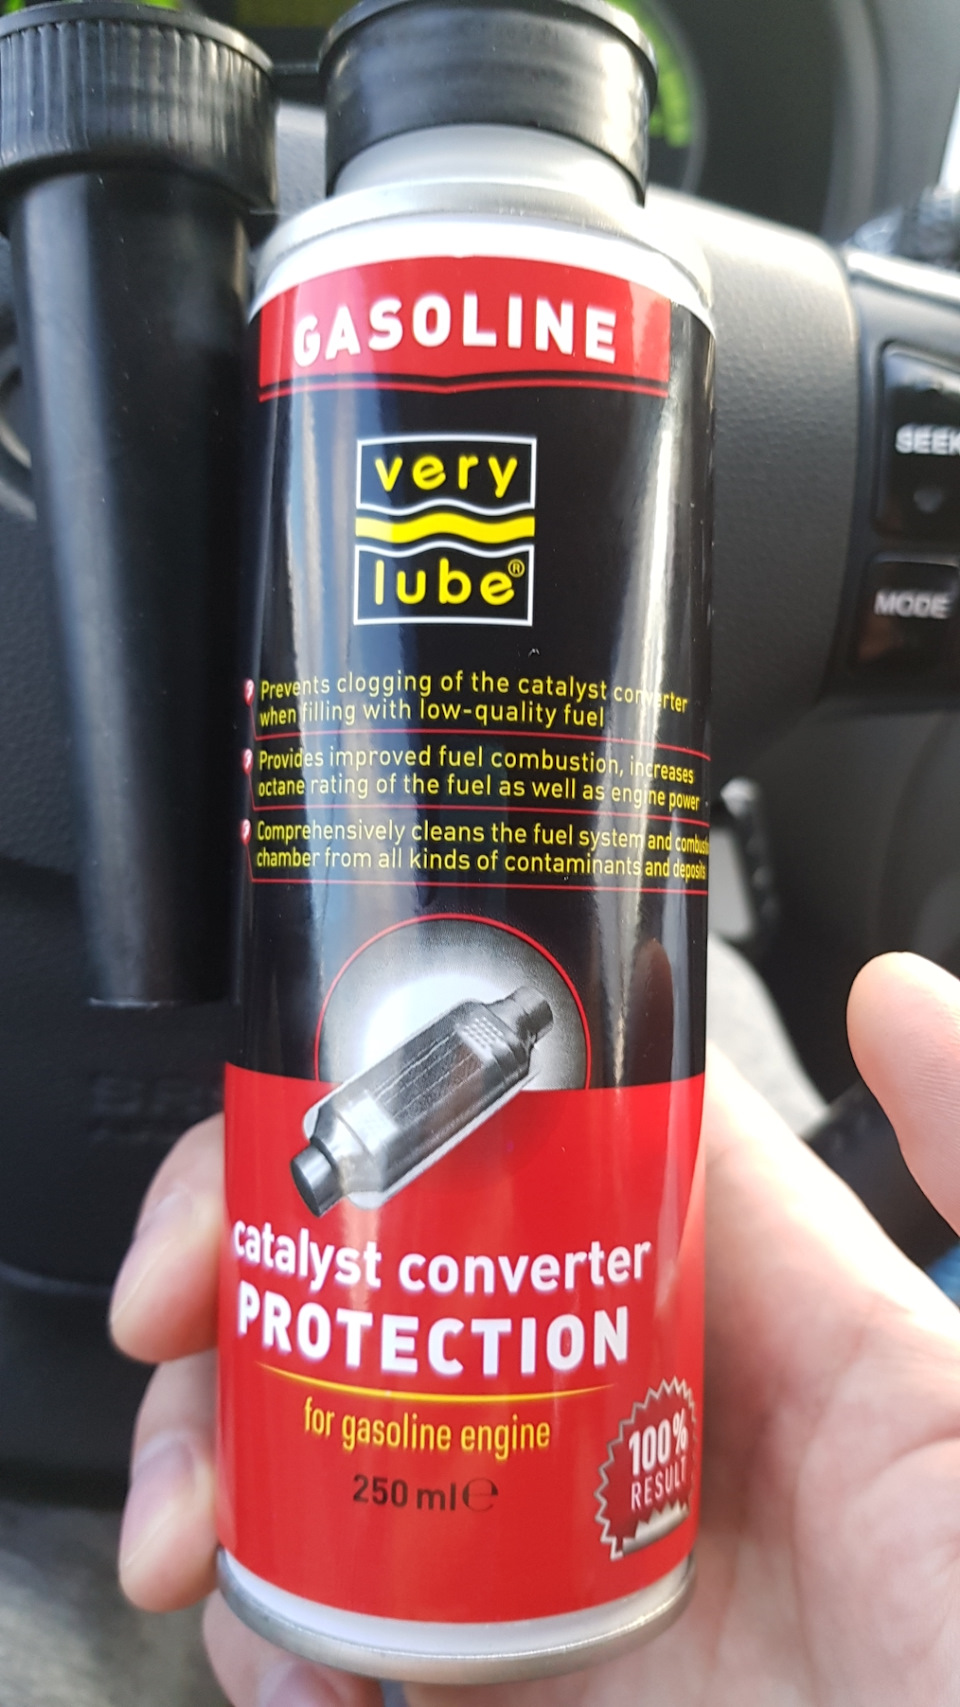 GASOLINE
very
lube®
Prevents clogging of the catalyst converter
when filling with low-quality fuel
Provides improved fuel combustion, increases
octane rating of the fuel as well as engine power
Comprehensively cleans the fuel system and
chamber from all kinds of contaminants and deposits
catalyst converter
PROTECTION
for gasoline engine
250 ml ℮
100%
RESULT
SEEK
MODE